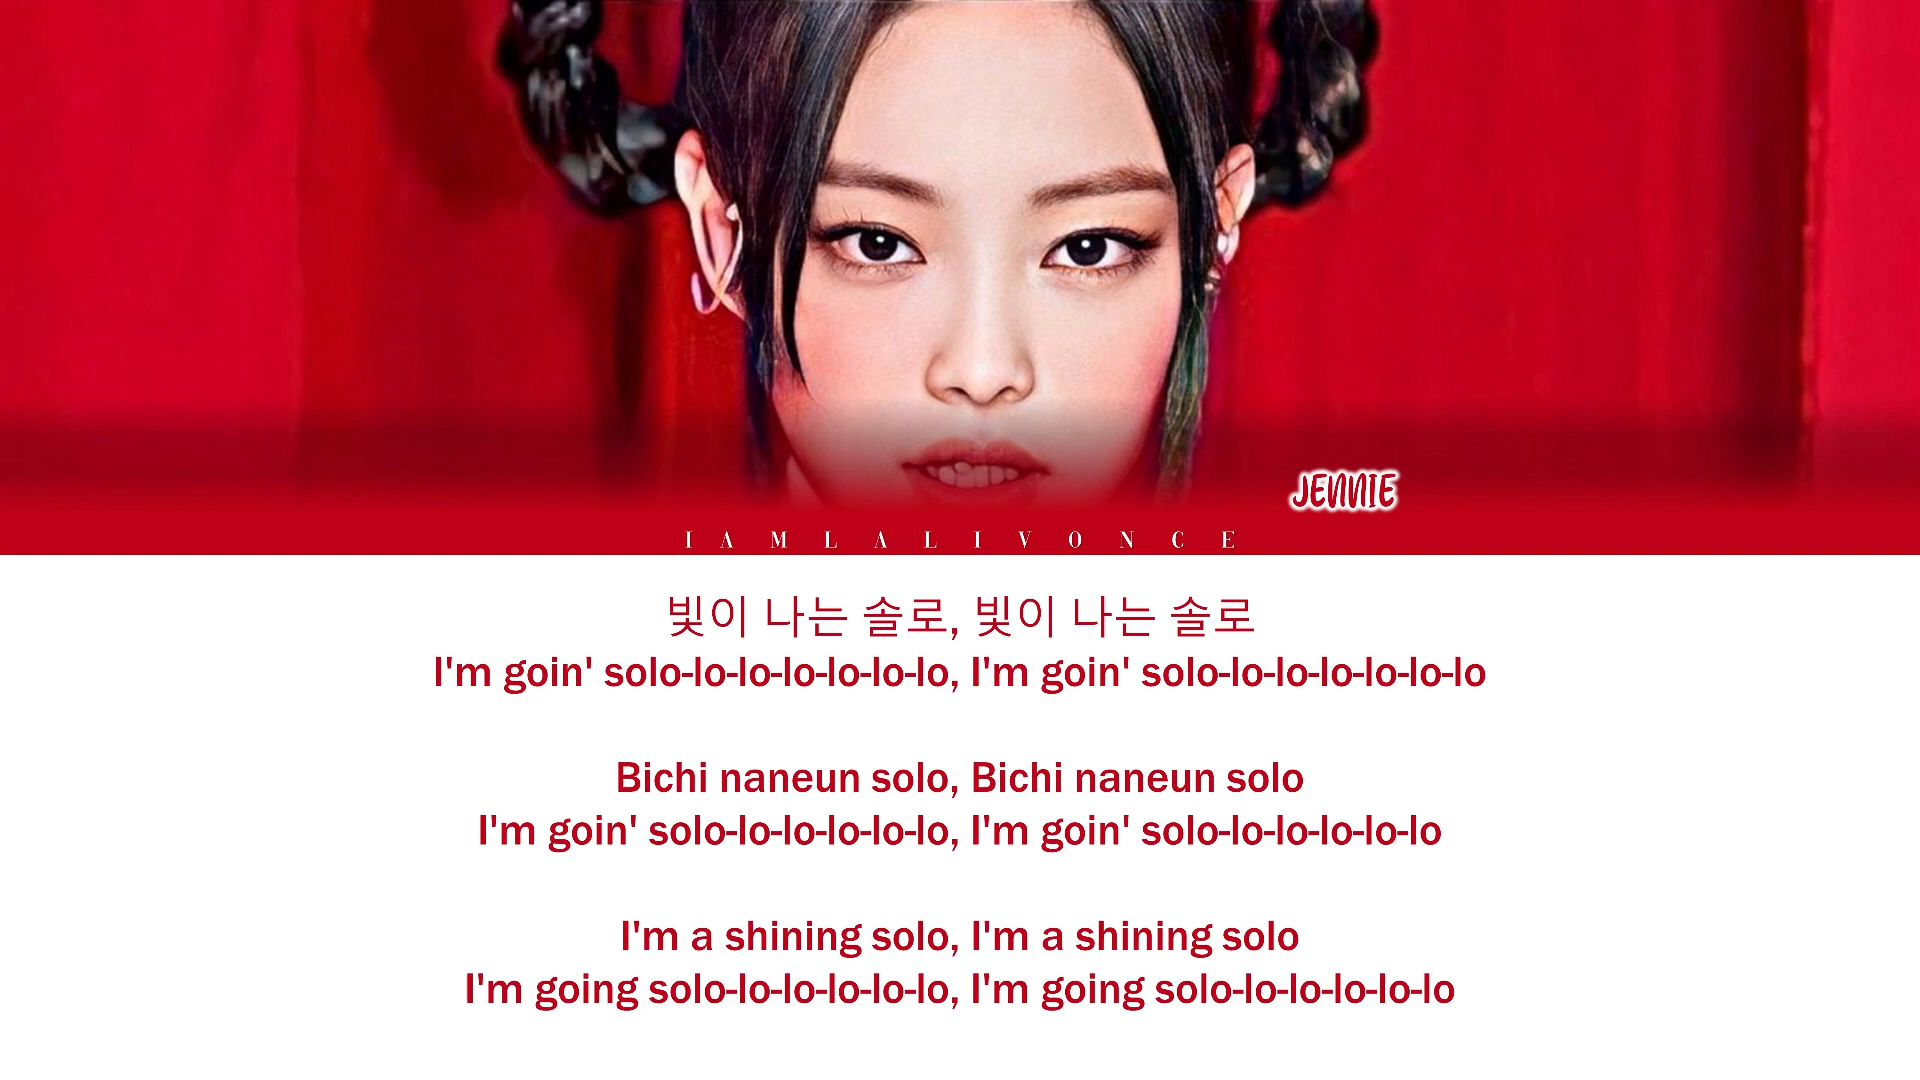 JENNIE
IAMLALIVONCE
빛이 나는 솔로, 빛이 나는 솔로
I'm goin' solo-lo-lo-lo-lo-lo-lo, I'm goin' solo-lo-lo-lo-lo-lo-lo
Bichi naneun solo, Bichi naneun solo
I'm goin' solo-lo-lo-lo-lo-lo, I'm goin' solo-lo-lo-lo-lo-lo
I'm a shining solo, I'm a shining solo
I'm going solo-lo-lo-lo-lo-lo, I'm going solo-lo-lo-lo-lo-lo